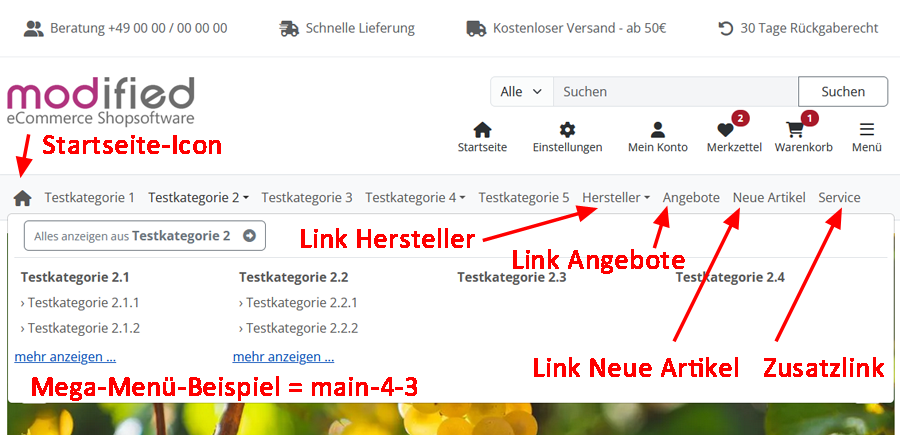 Beratung +49 00 00 / 00 00 00 Schnelle Lieferung Kostenloser Versand - ab 50€ 30 Tage Rückgaberecht
modified
eCommerce Shopsoftware
Alle Suchen Suchen
2 1
Startseite Einstellungen Mein Konto Merkzettel Warenkorb Menü
Startseite-Icon
Testkategorie 1 Testkategorie 2 Testkategorie 3 Testkategorie 4 Testkategorie 5 Hersteller Angebote Neue Artikel Service
Alles anzeigen aus Testkategorie 2
Link Hersteller
Link Angebote
Testkategorie 2.1 Testkategorie 2.2 Testkategorie 2.3 Testkategorie 2.4
› Testkategorie 2.1.1 › Testkategorie 2.2.1
› Testkategorie 2.1.2 › Testkategorie 2.2.2
mehr anzeigen ... mehr anzeigen ...
Link Neue Artikel Zusatzlink
Mega-Menü-Beispiel = main-4-3